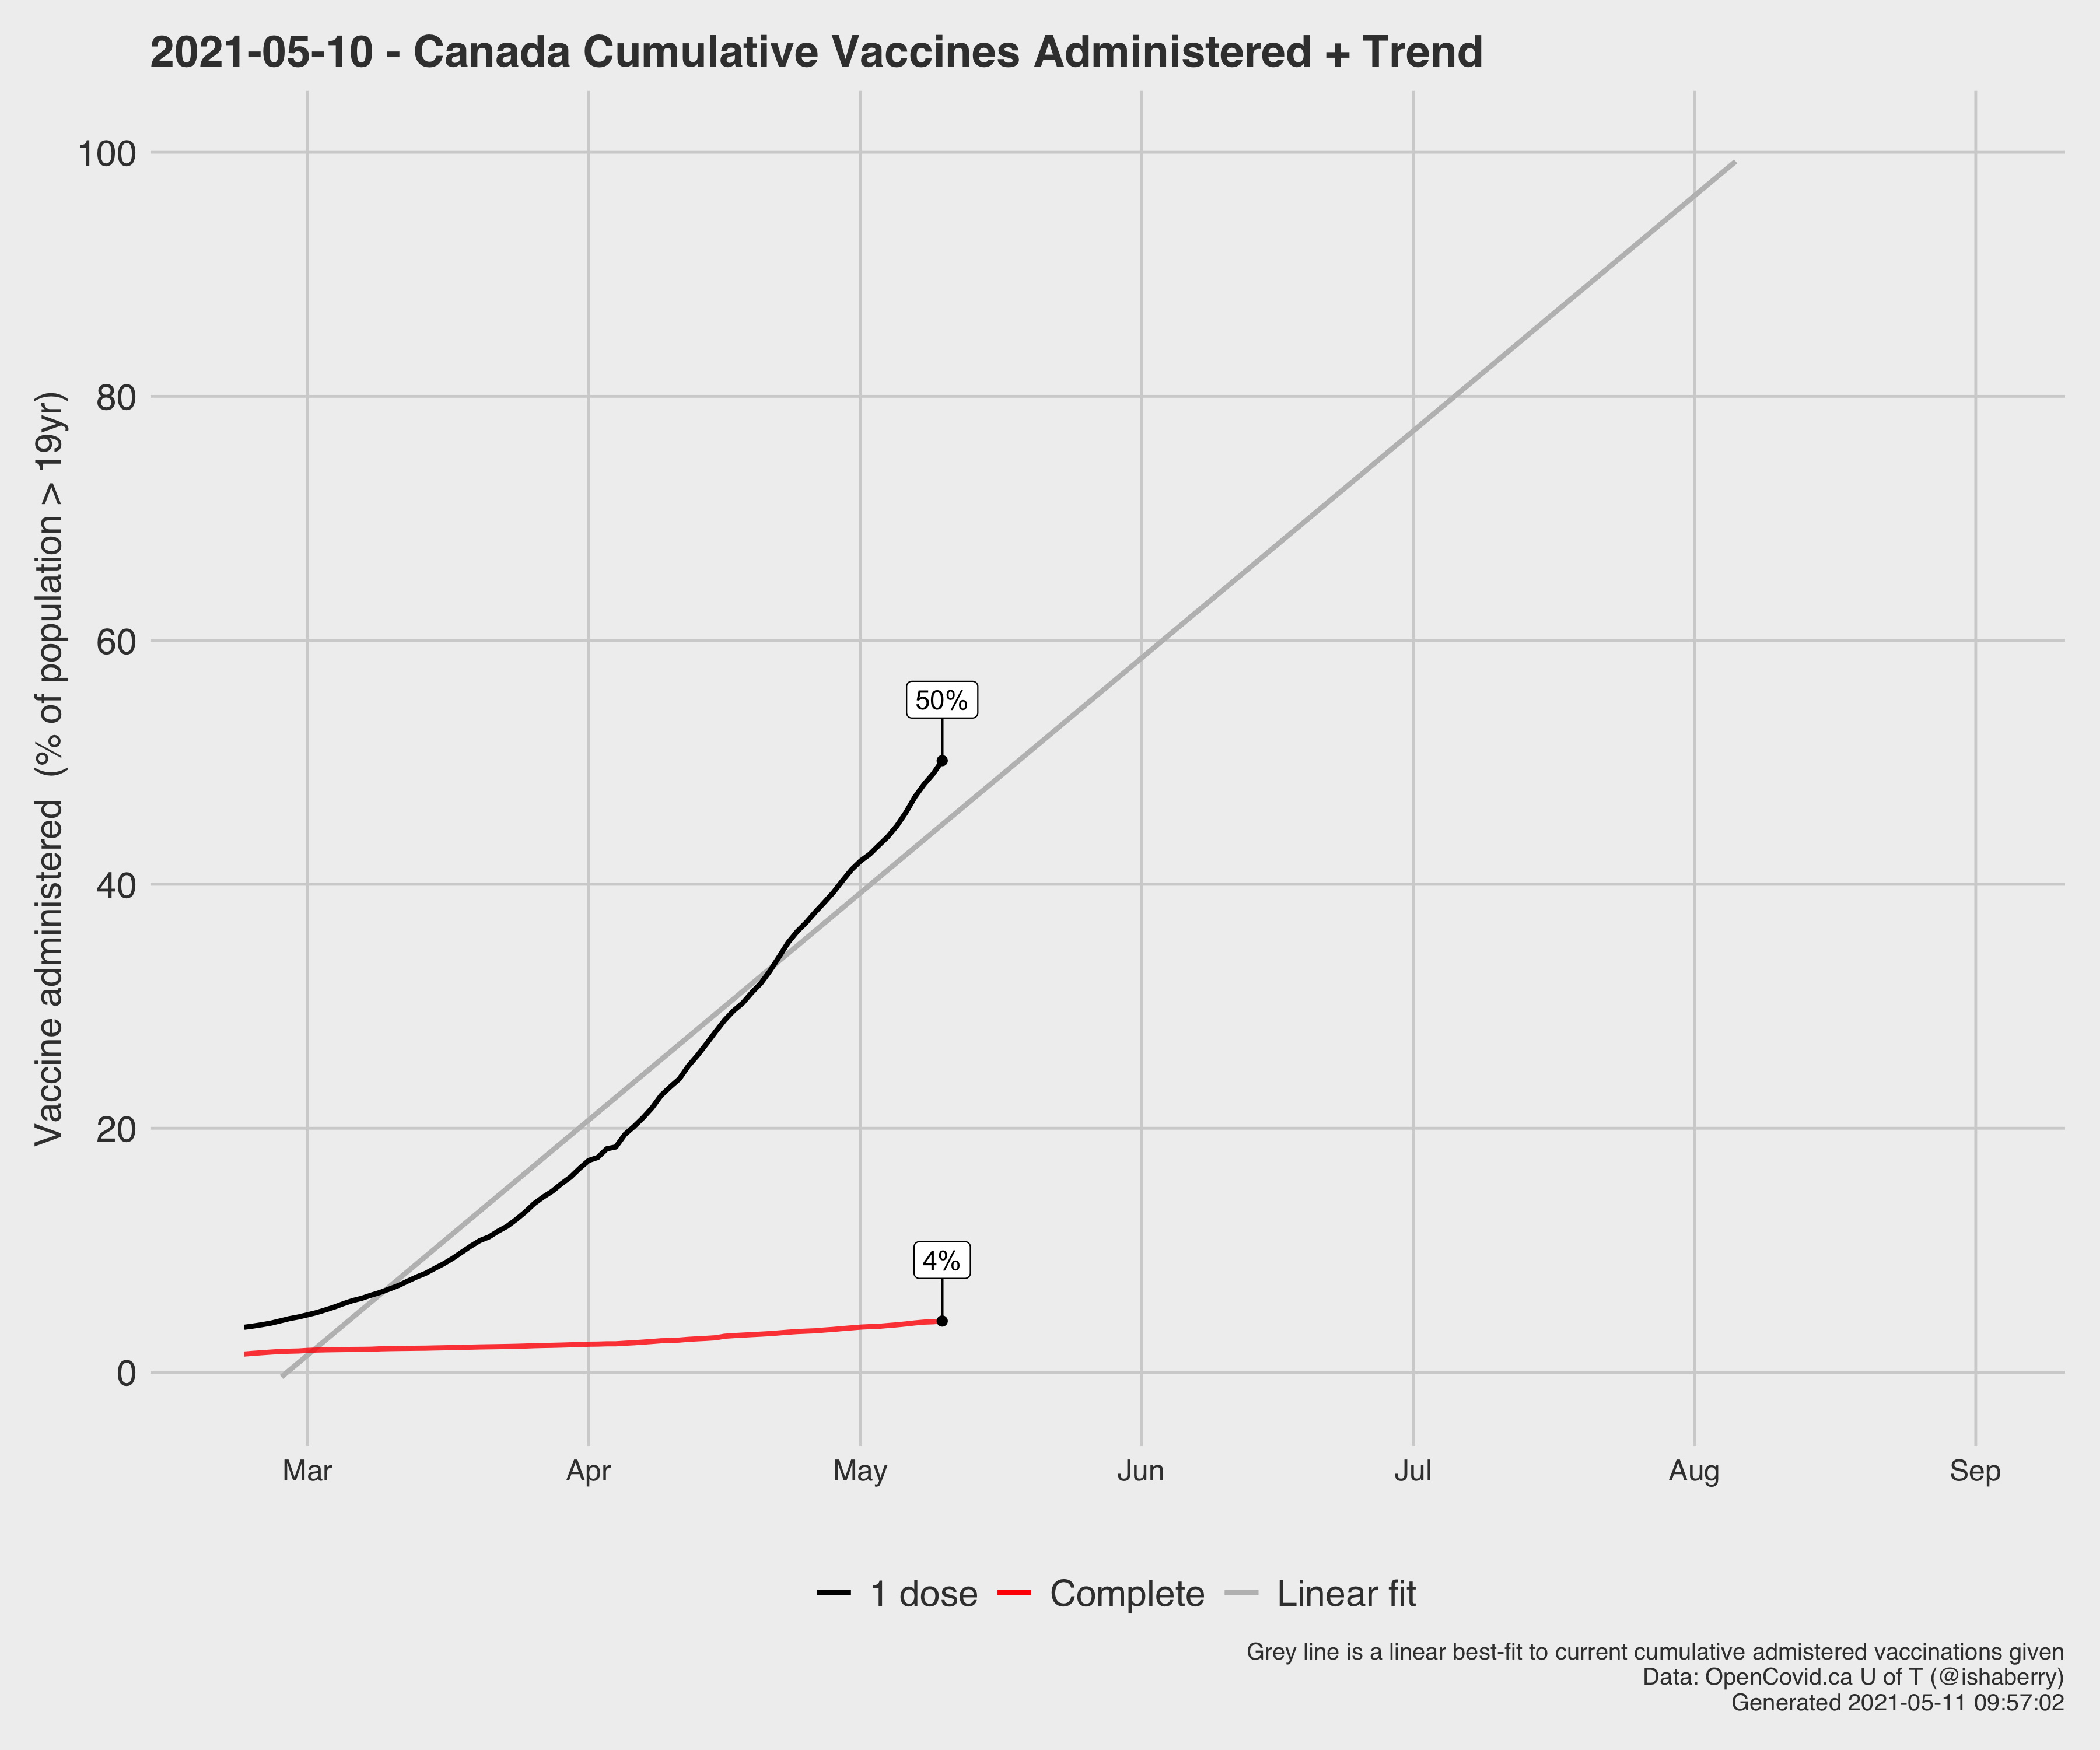 2021-05-10 - Canada Cumulative Vaccines Administered + Trend
Vaccine administered (% of population > 19yr)
100
80
60
40
20
0
50%
4%
Mar
Apr
May
Jun
Jul
Aug
Sep
1 dose
Complete
Linear fit
Grey line is a linear best-fit to current cumulative admistered vaccinations given
Data: OpenCovid.ca U of T (@ishaberry)
Generated 2021-05-11 09:57:02